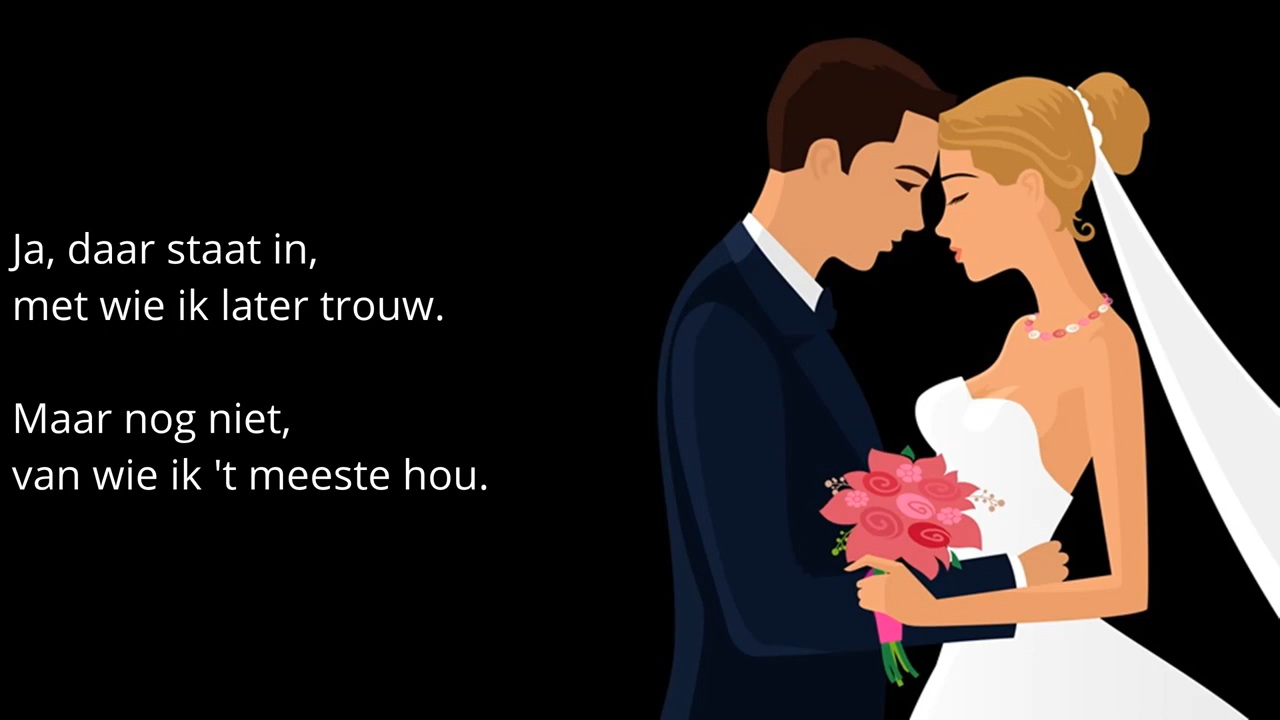 Ja, daar staat in,
met wie ik later trouw.
Maar nog niet,
van wie ik 't meeste hou.